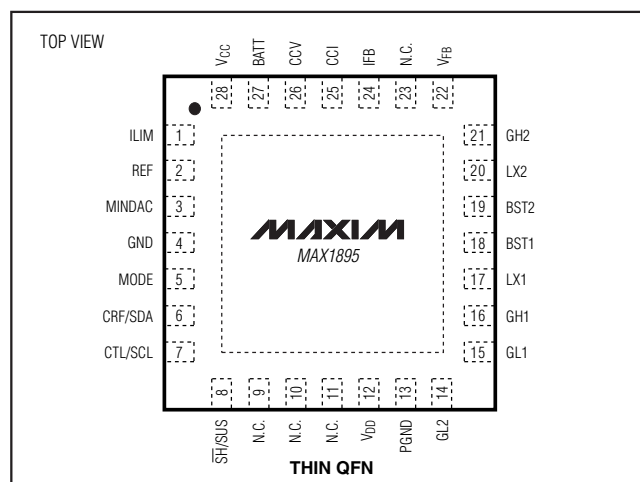 TOP VIEW
VCC
BATT
CCV
CCI
IFB
N.C.
VFB
28
27
26
25
24
23
22
ILIM 1
REF 2
MINDAC 3
GND 4
MODE 5
CRF/SDA 6
CTL/SCL 7
21 GH2
20 LX2
19 BST2
18 BST1
17 LX1
16 GH1
15 GL1
MAXIM
MAX1895
8
9
10
11
12
13
14
S̅H̅/SUS
N.C.
N.C.
N.C.
VDD
PGND
GL2
THIN QFN